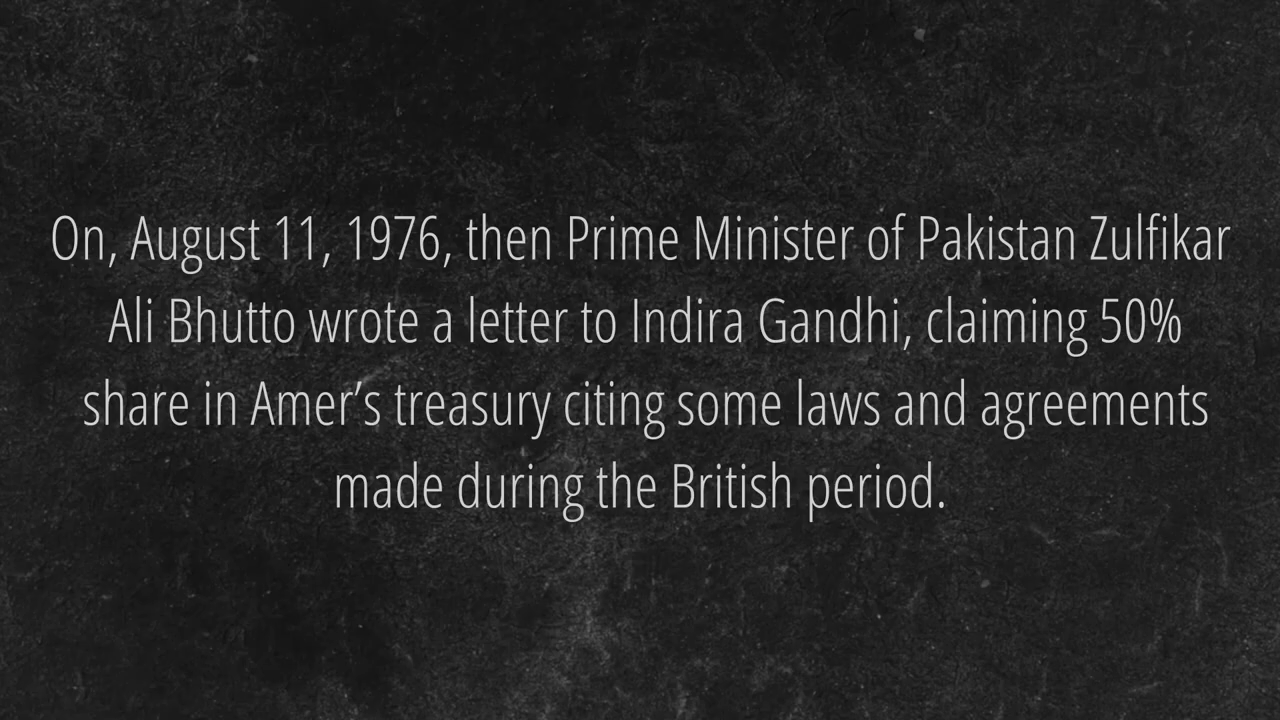 On, August 11, 1976, then Prime Minister of Pakistan Zulfikar
Ali Bhutto wrote a letter to Indira Gandhi, claiming 50%
share in Amer’s treasury citing some laws and agreements
made during the British period.